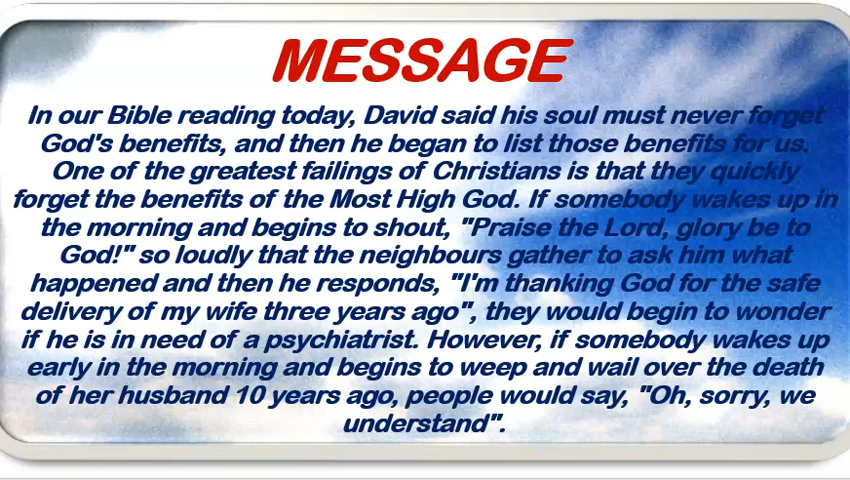 MESSAGE
In our Bible reading today, David said his soul must never forget
God's benefits, and then he began to list those benefits for us.
One of the greatest failings of Christians is that they quickly
forget the benefits of the Most High God. If somebody wakes up in
the morning and begins to shout, "Praise the Lord, glory be to
God!" so loudly that the neighbours gather to ask him what
happened and then he responds, "I'm thanking God for the safe
delivery of my wife three years ago", they would begin to wonder
if he is in need of a psychiatrist. However, if somebody wakes up
early in the morning and begins to weep and wail over the death
of her husband 10 years ago, people would say, "Oh, sorry, we
understand".